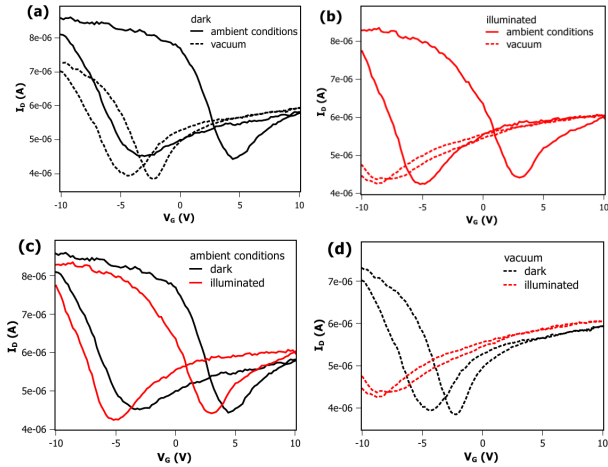 (a)
dark
ambient conditions
vacuum
8e-06
7e-06
6e-06
5e-06
4e-06
I_D (A)
-10
-5
0
5
10
V_G (V)
(b)
illuminated
ambient conditions
vacuum
8e-06
7e-06
6e-06
5e-06
4e-06
I_D (A)
-10
-5
0
5
10
V_G (V)
(c)
ambient conditions
dark
illuminated
8e-06
7e-06
6e-06
5e-06
4e-06
I_D (A)
-10
-5
0
5
10
V_G (V)
(d)
vacuum
dark
illuminated
7e-06
6e-06
5e-06
4e-06
I_D (A)
-10
-5
0
5
10
V_G (V)